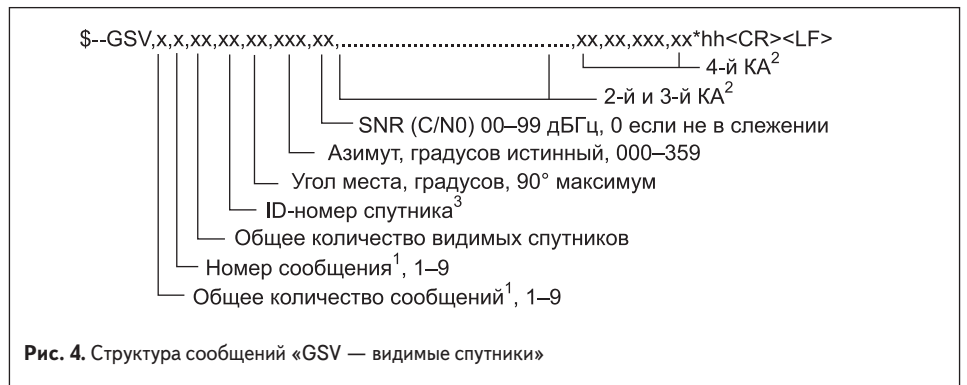 $--GSV,x,x,xx,xx,xx,xxx,xx,......................................,xx,xx,xxx,xx*hh<CR><LF>
4-й КА²
2-й и 3-й КА²
SNR (C/N0) 00–99 дБГц, 0 если не в слежении
Азимут, градусов истинный, 000–359
Угол места, градусов, 90° максимум
ID-номер спутника³
Общее количество видимых спутников
Номер сообщения¹, 1–9
Общее количество сообщений¹, 1–9
Рис. 4. Структура сообщений «GSV — видимые спутники»